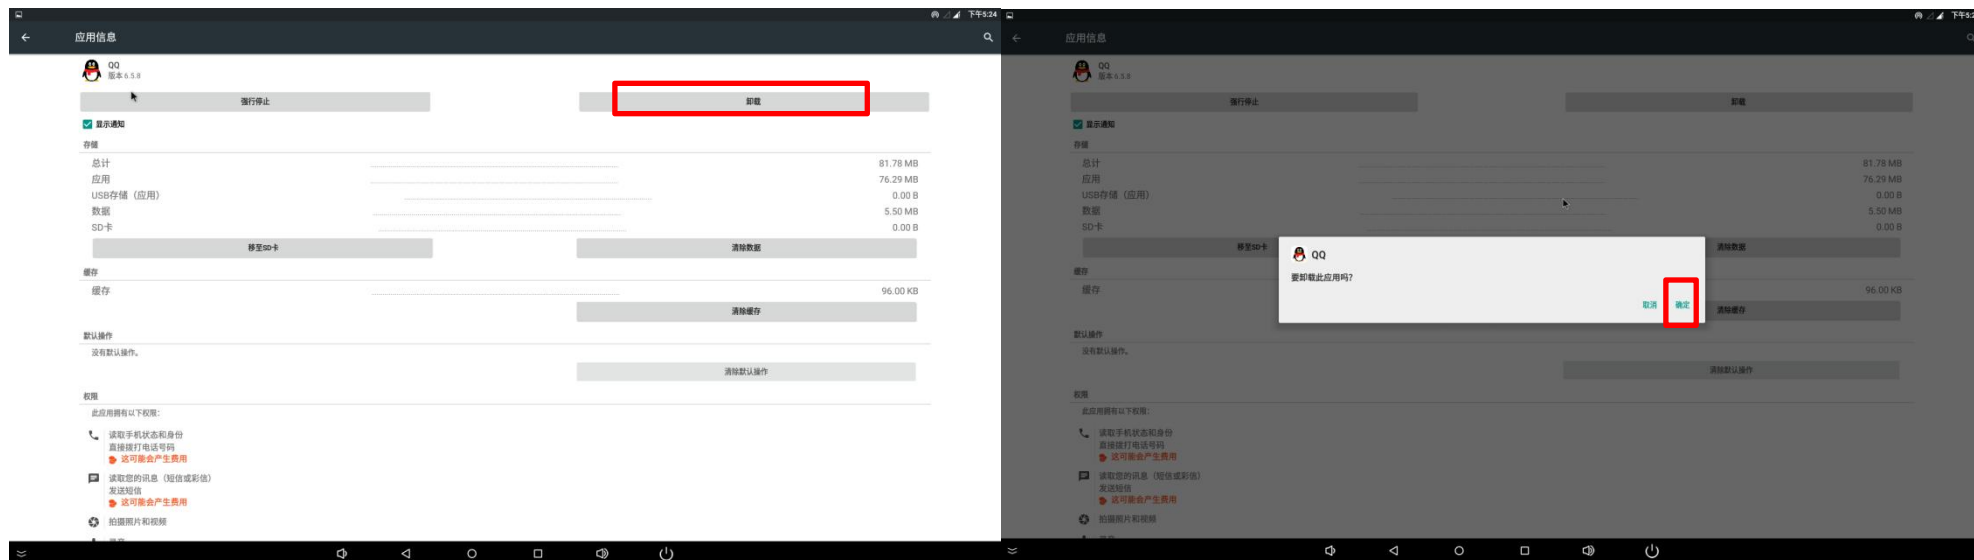 下午5:24
应用信息
QQ
版本 6.5.8
强行停止
卸载
显示通知
存储
总计 81.78 MB
应用 76.29 MB
USB存储（应用） 0.00 B
数据 5.50 MB
SD卡 0.00 B
移至SD卡
清除数据
缓存
缓存 96.00 KB
清除缓存
默认操作
没有默认操作。
清除默认操作
权限
此应用拥有以下权限：
读取手机状态和身份
直接拨打电话号码
这可能会产生费用
读取您的讯息（短信或彩信）
发送短信
这可能会产生费用
拍摄照片和视频
下午5:2
应用信息
QQ
版本 6.5.8
强行停止
卸载
显示通知
存储
总计 81.78 MB
应用 76.29 MB
USB存储（应用） 0.00 B
数据 5.50 MB
SD卡 0.00 B
移至SD卡
清除数据
QQ
要卸载此应用吗？
取消
确定
缓存
缓存 96.00 KB
清除缓存
默认操作
没有默认操作。
清除默认操作
权限
此应用拥有以下权限：
读取手机状态和身份
直接拨打电话号码
这可能会产生费用
读取您的讯息（短信或彩信）
发送短信
这可能会产生费用
拍摄照片和视频